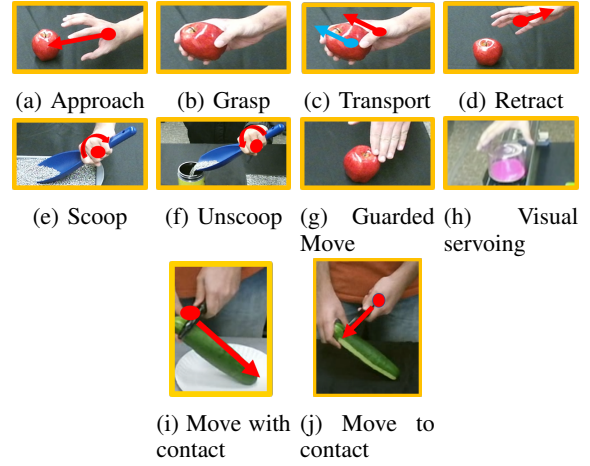 (a) Approach
(b) Grasp
(c) Transport
(d) Retract
(e) Scoop
(f) Unscoop
(g) Guarded
Move
(h) Visual
servoing
(i) Move with
contact
(j) Move to
contact